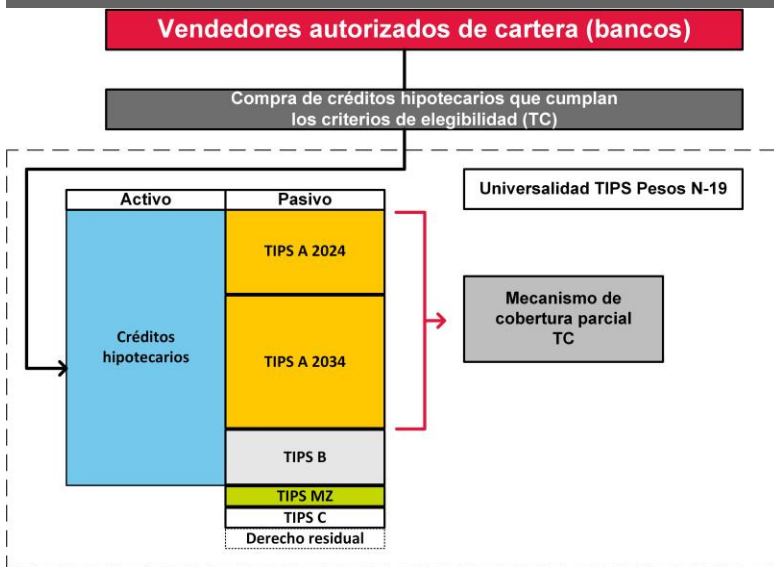 Vendedores autorizados de cartera (bancos)
Compra de créditos hipotecarios que cumplan
los criterios de elegibilidad (TC)
Universalidad TIPS Pesos N-19
Activo
Pasivo
TIPS A 2024
Créditos
hipotecarios
TIPS A 2034
Mecanismo de
cobertura parcial
TC
TIPS B
TIPS MZ
TIPS C
Derecho residual